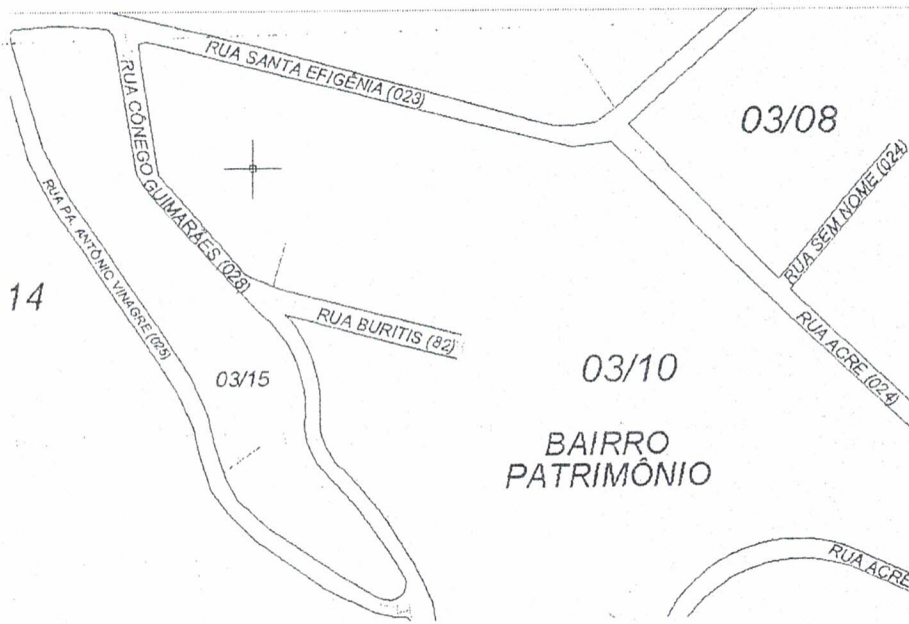 RUA SANTA EFIGÊNIA (023)
RUA CÔNEGO GUIMARÃES (028)
03/08
RUA SEM NOME (024)
RUA PA. ANTÔNIC VINAGRE (025)
14
RUA BURITIS (82)
RUA ACRE (024)
03/15
03/10
BAIRRO
PATRIMÔNIO
RUA ACRE